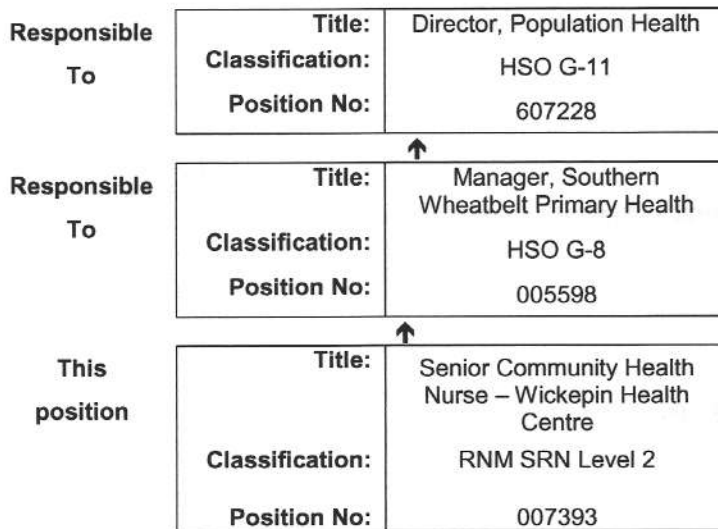 Responsible To
Title: Director, Population Health
Classification: HSO G-11
Position No: 607228
Responsible To
Title: Manager, Southern
Wheatbelt Primary Health
Classification: HSO G-8
Position No: 005598
This position
Title: Senior Community Health
Nurse – Wickepin Health
Centre
Classification: RNM SRN Level 2
Position No: 007393